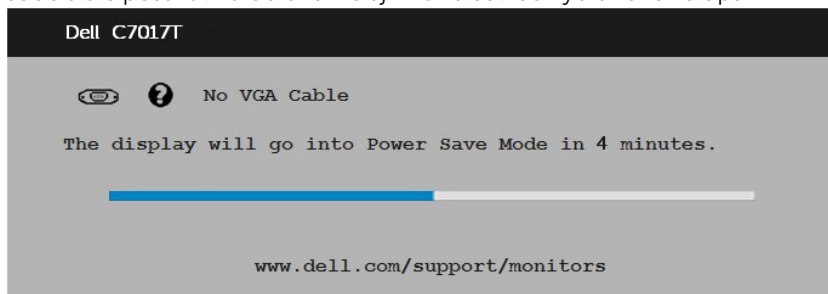 Dell C7017T
No VGA Cable
The display will go into Power Save Mode in 4 minutes.
www.dell.com/support/monitors